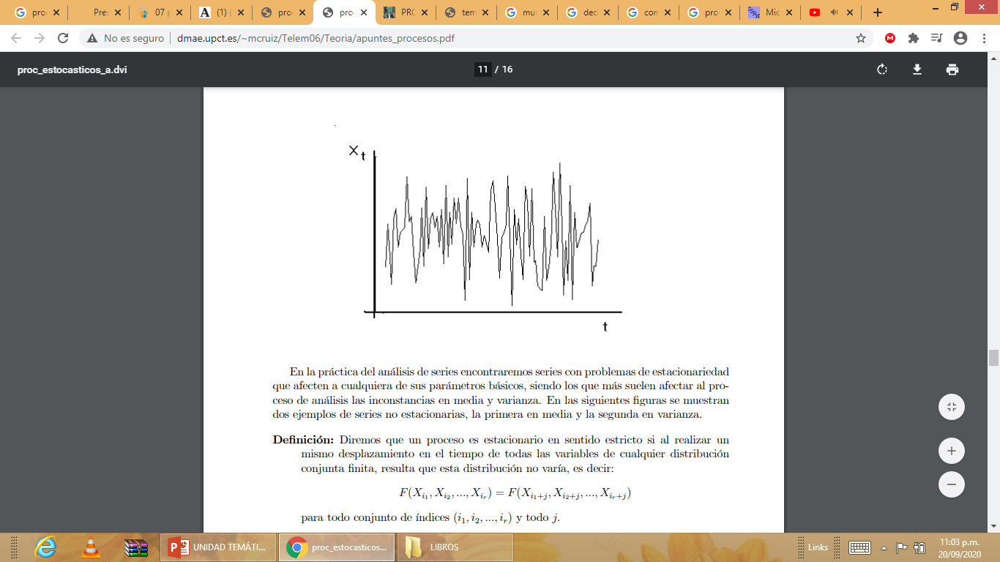 proc
Pres
07 p
(1) (
proc
proc
PRO
tem
mus
ded
con
proc
Mic
No es seguro
dmae.upct.es/~mcruiz/Telem06/Teoria/apuntes_procesos.pdf
proc_estocasticos_a.dvi
11 / 16
X t
t
En la práctica del análisis de series encontraremos series con problemas de estacionariedad
que afecten a cualquiera de sus parámetros básicos, siendo los que más suelen afectar al pro-
ceso de análisis las inconstancias en media y varianza. En las siguientes figuras se muestran
dos ejemplos de series no estacionarias, la primera en media y la segunda en varianza.
Definición: Diremos que un proceso es estacionario en sentido estricto si al realizar un
mismo desplazamiento en el tiempo de todas las variables de cualquier distribución
conjunta finita, resulta que esta distribución no varía, es decir:
F(X_{i_1}, X_{i_2}, ..., X_{i_r}) = F(X_{i_1+j}, X_{i_2+j}, ..., X_{i_r+j})
para todo conjunto de índices (i_1, i_2, ..., i_r) y todo j.
UNIDAD TEMÁTI...
proc_estocasticos...
LIBROS
Links
11:03 p.m.
20/09/2020